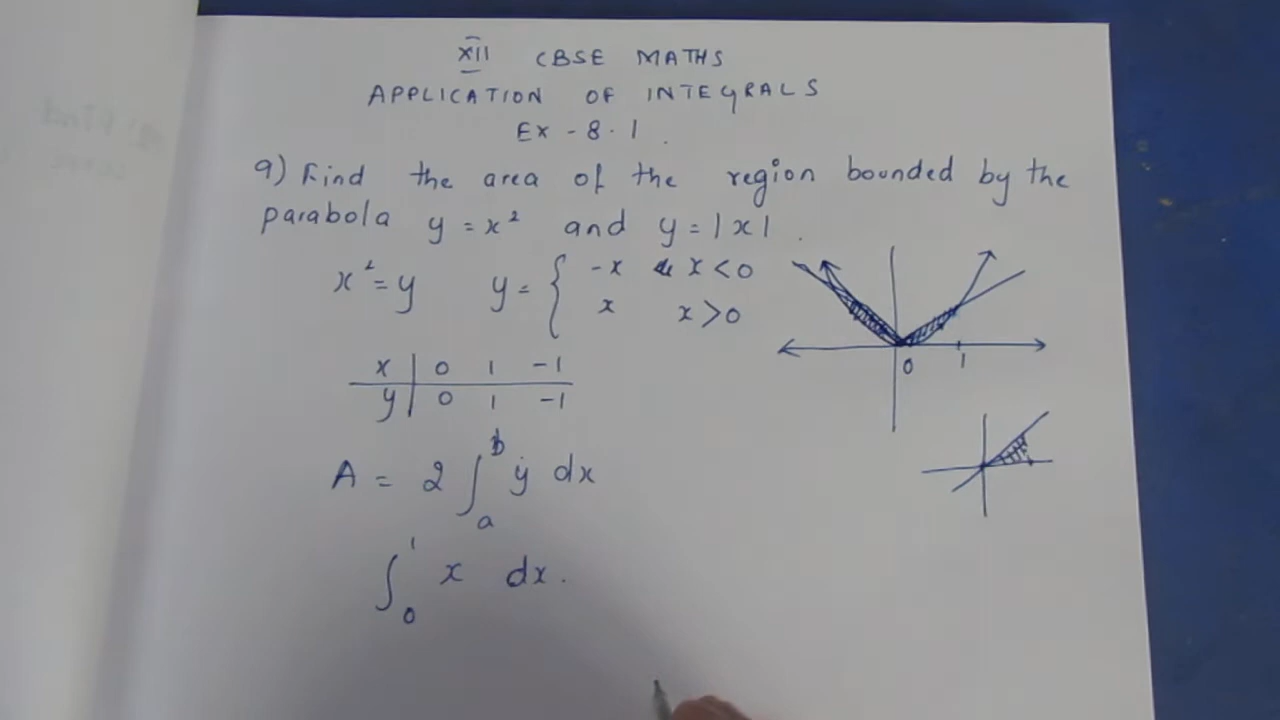 XII CBSE MATHS
APPLICATION OF INTEGRALS
Ex - 8.1
9) Find the area of the region bounded by the
parabola y = x² and y = |x|.
x² = y y = { -x x < 0
x x > 0
x | 0 1 -1
y | 0 1 -1
A = 2 ∫ₐᵇ y dx
∫₀¹ x dx.
0 1